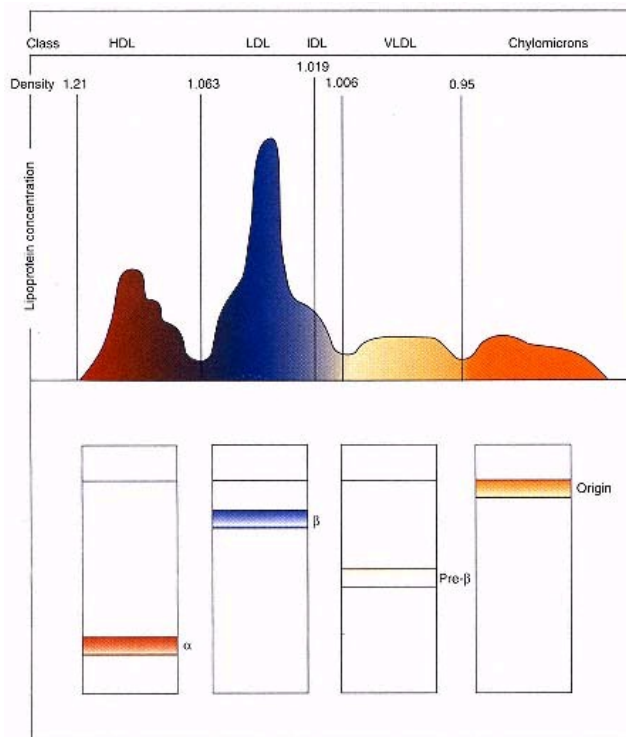 Class HDL LDL IDL VLDL Chylomicrons
1.019
Density 1.21 1.063 1.006 0.95
Lipoprotein concentration
Origin
β
Pre-β
α